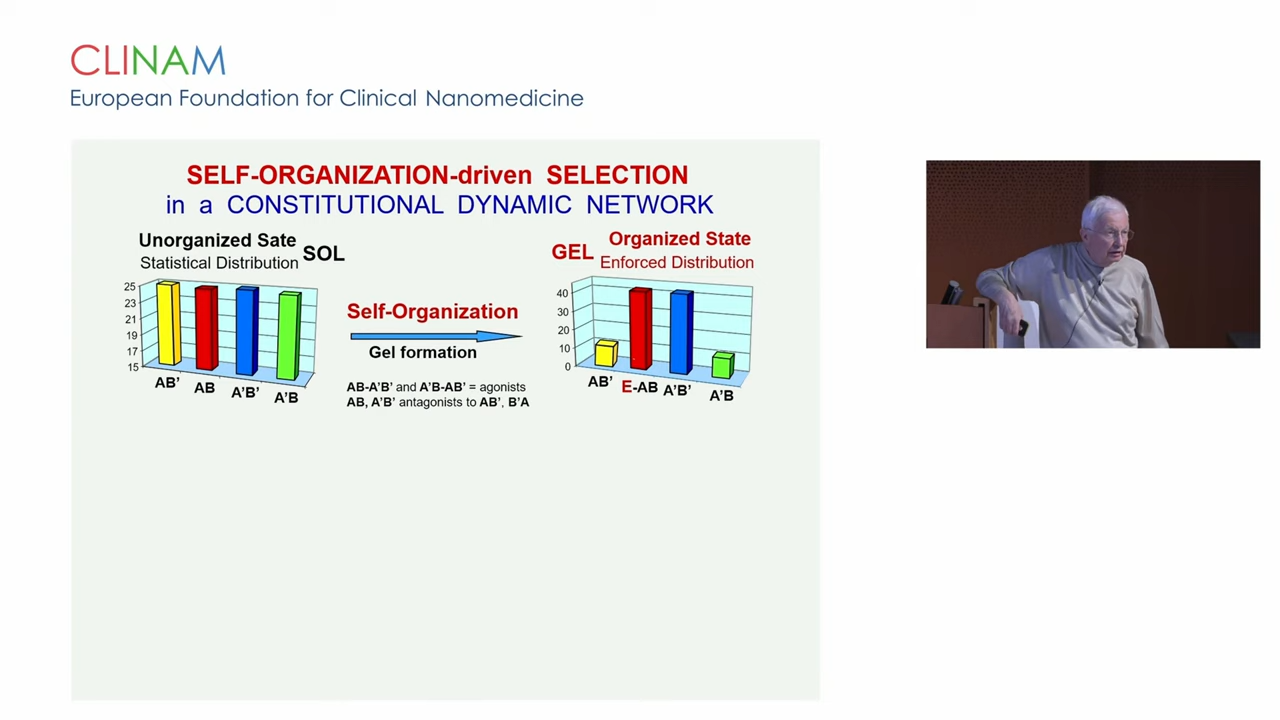 CLINAM
European Foundation for Clinical Nanomedicine
SELF-ORGANIZATION-driven SELECTION
in a CONSTITUTIONAL DYNAMIC NETWORK
Unorganized Sate
Statistical Distribution
SOL
25
23
21
19
17
15
AB'
AB
A'B'
A'B
Self-Organization
Gel formation
AB-A'B' and A'B-AB' = agonists
AB, A'B' antagonists to AB', B'A
GEL
Organized State
Enforced Distribution
40
30
20
10
0
AB'
E-AB
A'B'
A'B